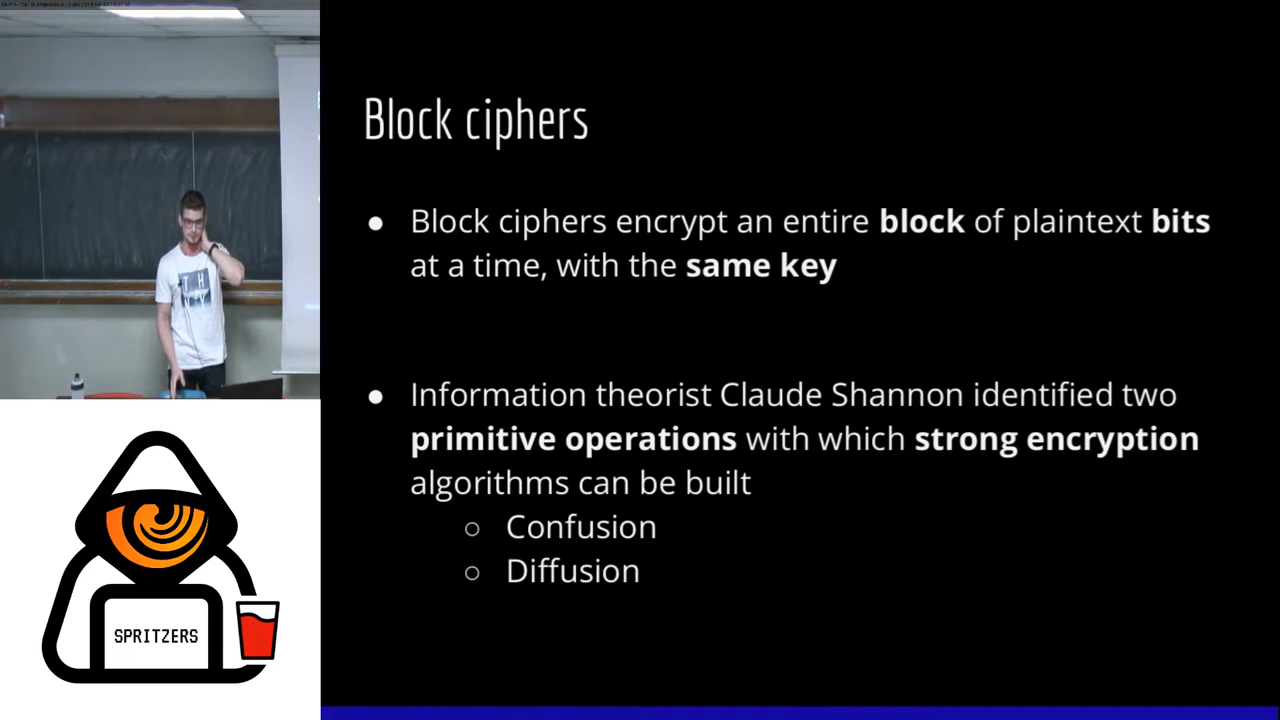 Block ciphers
● Block ciphers encrypt an entire block of plaintext bits
at a time, with the same key
● Information theorist Claude Shannon identified two
primitive operations with which strong encryption
algorithms can be built
○ Confusion
○ Diffusion
T H
N Y
SPRITZERS